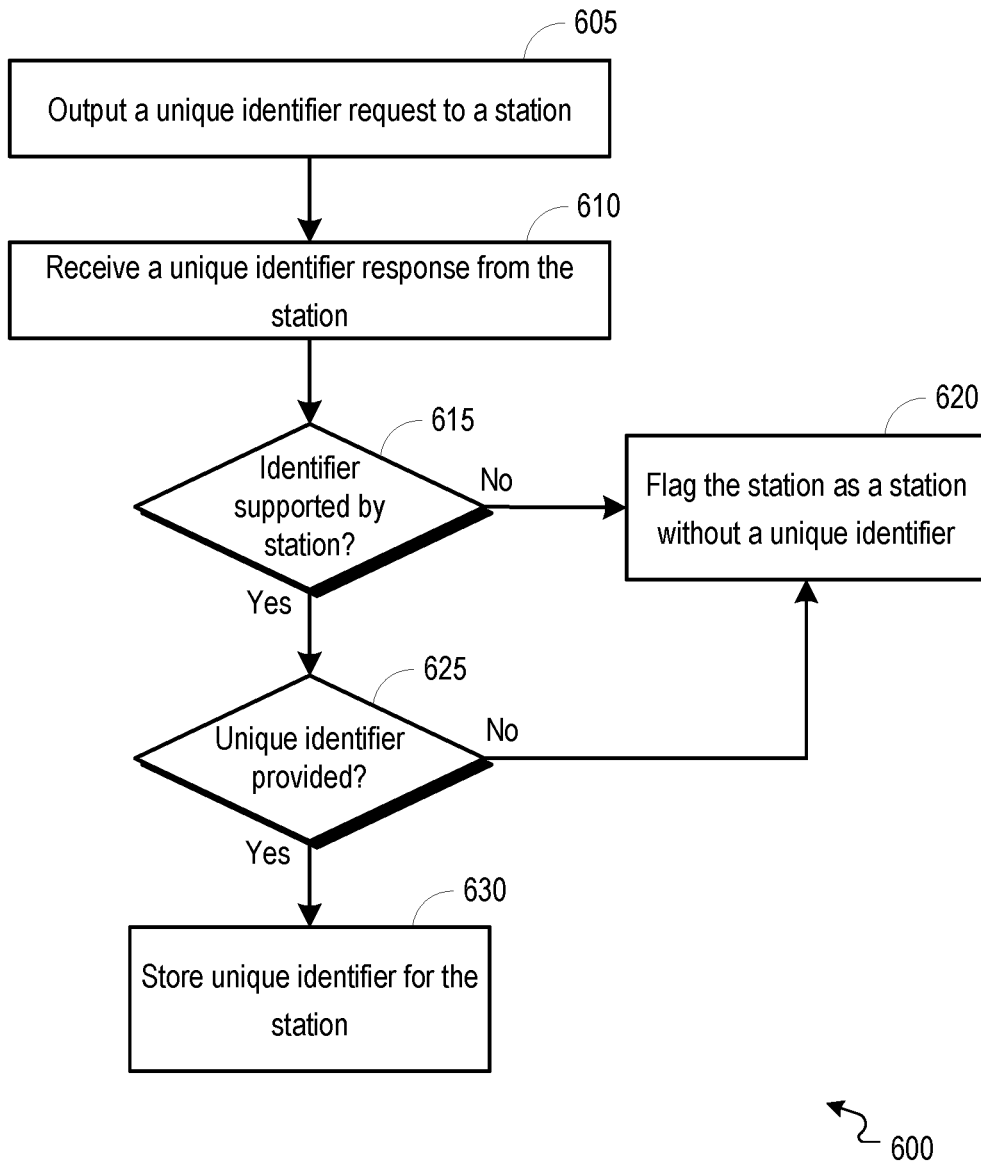 605
Output a unique identifier request to a station
610
Receive a unique identifier response from the
station
615
Identifier
supported by
station?
No
620
Flag the station as a station
without a unique identifier
Yes
625
Unique identifier
provided?
No
Yes
630
Store unique identifier for the
station
600